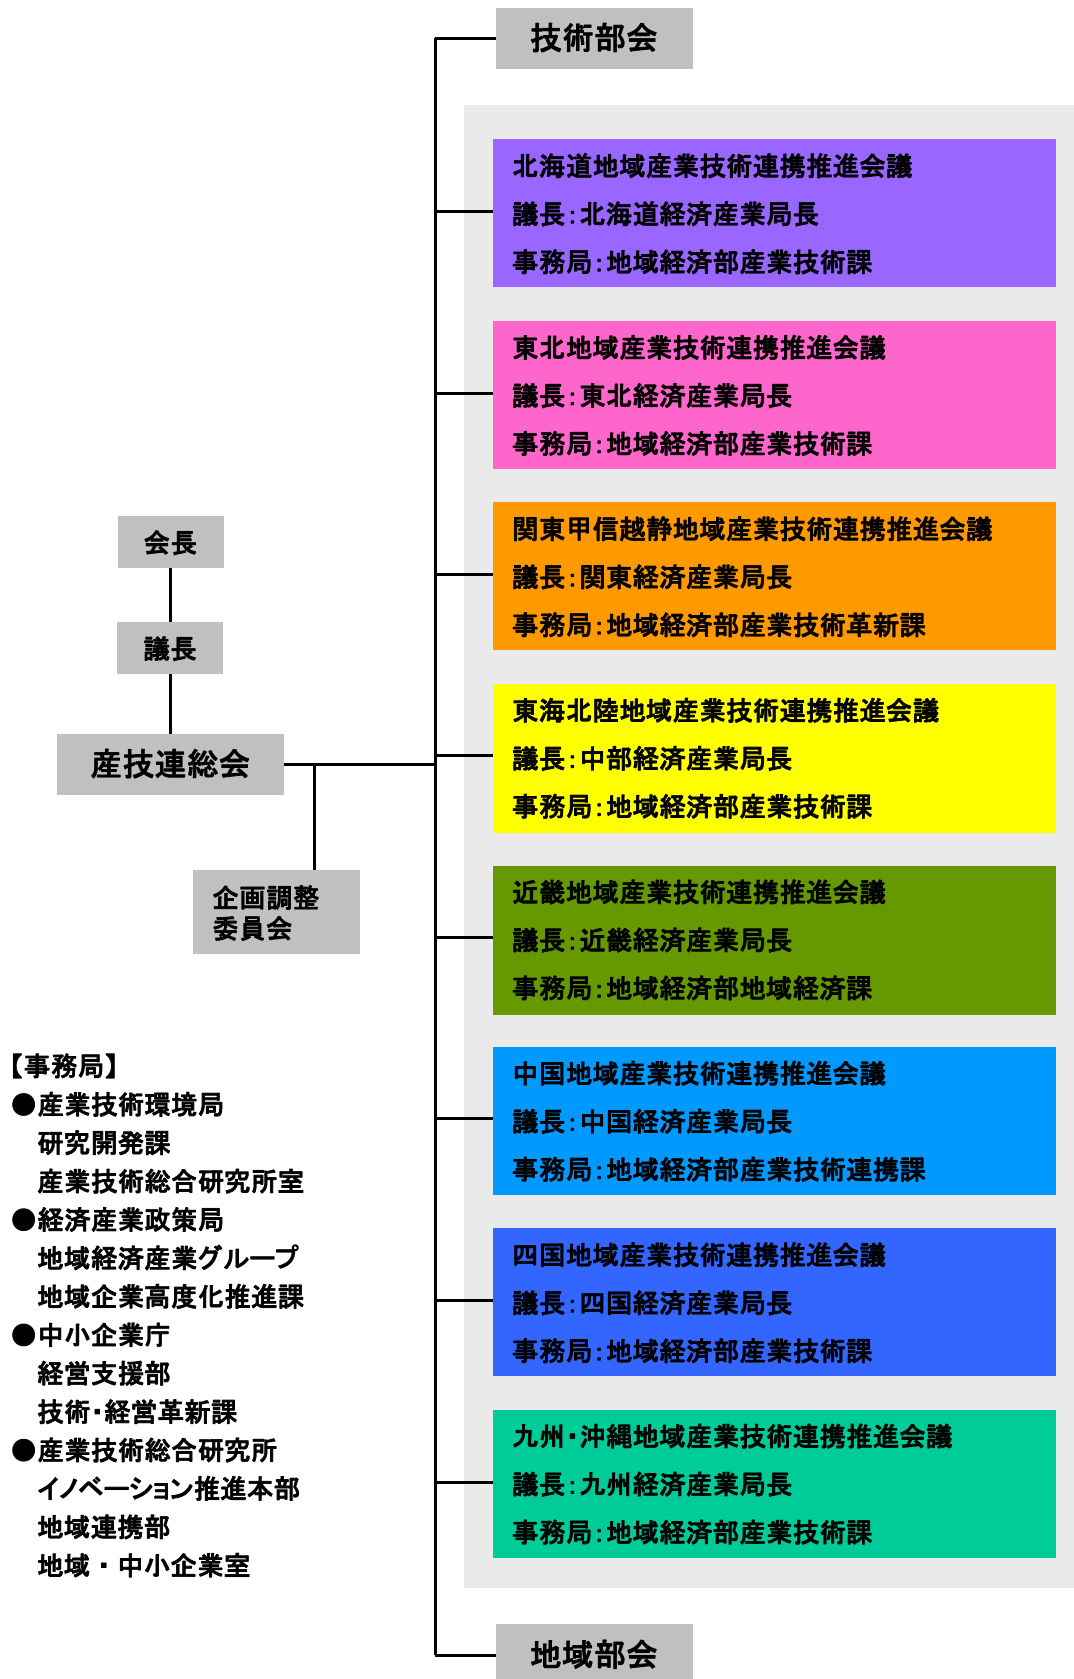 技術部会
北海道地域産業技術連携推進会議
議長:北海道経済産業局長
事務局:地域経済部産業技術課
東北地域産業技術連携推進会議
議長:東北経済産業局長
事務局:地域経済部産業技術課
関東甲信越静地域産業技術連携推進会議
議長:関東経済産業局長
事務局:地域経済部産業技術革新課
東海北陸地域産業技術連携推進会議
議長:中部経済産業局長
事務局:地域経済部産業技術課
近畿地域産業技術連携推進会議
議長:近畿経済産業局長
事務局:地域経済部地域経済課
中国地域産業技術連携推進会議
議長:中国経済産業局長
事務局:地域経済部産業技術連携課
四国地域産業技術連携推進会議
議長:四国経済産業局長
事務局:地域経済部産業技術課
九州・沖縄地域産業技術連携推進会議
議長:九州経済産業局長
事務局:地域経済部産業技術課
地域部会
会長
議長
産技連総会
企画調整
委員会
【事務局】
●産業技術環境局
研究開発課
産業技術総合研究所室
●経済産業政策局
地域経済産業グループ
地域企業高度化推進課
●中小企業庁
経営支援部
技術・経営革新課
●産業技術総合研究所
イノベーション推進本部
地域連携部
地域・中小企業室